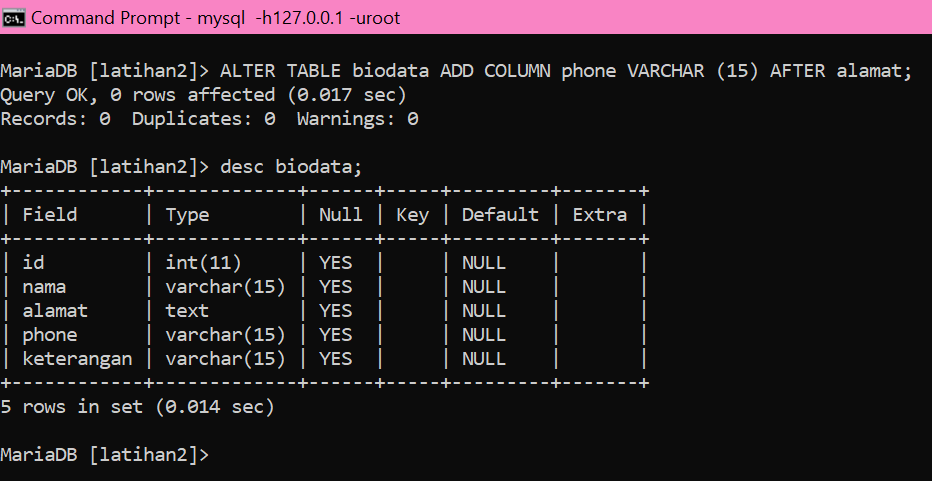 Command Prompt - mysql  -h127.0.0.1 -uroot
MariaDB [latihan2]> ALTER TABLE biodata ADD COLUMN phone VARCHAR (15) AFTER alamat;
Query OK, 0 rows affected (0.017 sec)
Records: 0  Duplicates: 0  Warnings: 0
MariaDB [latihan2]> desc biodata;
+------------+-------------+------+-----+---------+-------+
| Field      | Type        | Null | Key | Default | Extra |
+------------+-------------+------+-----+---------+-------+
| id         | int(11)     | YES  |     | NULL    |       |
| nama       | varchar(15) | YES  |     | NULL    |       |
| alamat     | text        | YES  |     | NULL    |       |
| phone      | varchar(15) | YES  |     | NULL    |       |
| keterangan | varchar(15) | YES  |     | NULL    |       |
+------------+-------------+------+-----+---------+-------+
5 rows in set (0.014 sec)
MariaDB [latihan2]>